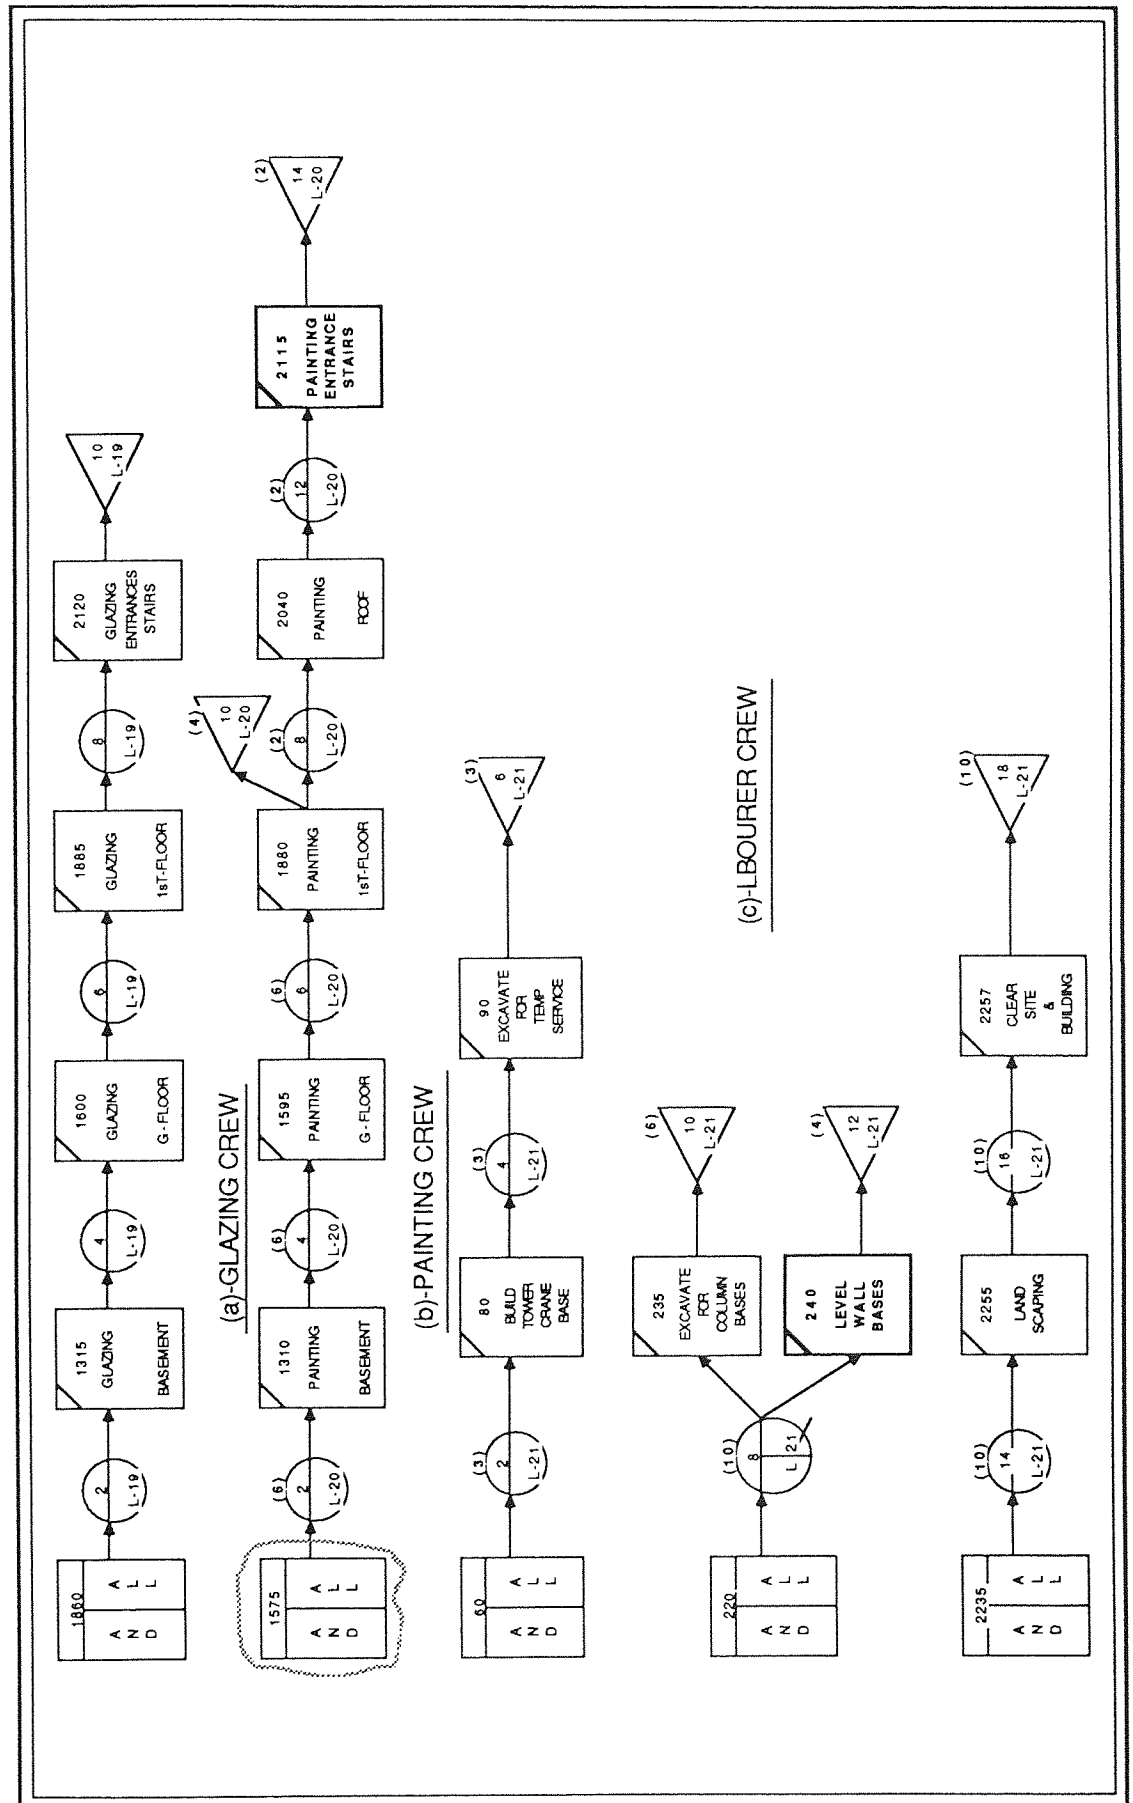 1860
A A
N L
D L
2
L-19
1315
GLAZING
BASEMENT
4
L-19
1600
GLAZING
G-FLOOR
6
L-19
1885
GLAZING
1sT-FLOOR
8
L-19
2120
GLAZING
ENTRANCES
STAIRS
10
L-19
(a)-GLAZING CREW
1575
A A
N L
D L
(6)
2
L-20
1310
PAINTING
BASEMENT
(6)
4
L-20
1595
PAINTING
G-FLOOR
(6)
6
L-20
1880
PAINTING
1sT-FLOOR
(4)
10
L-20
(2)
8
L-20
2040
PAINTING
ROOF
(2)
12
L-20
2115
PAINTING
ENTRANCE
STAIRS
(2)
14
L-20
(b)-PAINTING CREW
60
A A
N L
D L
(3)
2
L-21
80
BUILD
TOWER
CRANE
BASE
(3)
4
L-21
90
EXCAVATE
FOR
TEMP
SERVICE
(3)
6
L-21
220
A A
N L
D L
(10)
8
L 21
235
EXCAVATE
FOR
COLUMN
BASES
(6)
10
L-21
240
LEVEL
WALL
BASES
(4)
12
L-21
(c)-LBOURER CREW
2235
A A
N L
D L
(10)
14
L-21
2255
LAND
SCAPING
(10)
16
L-21
2257
CLEAR
SITE
&
BUILDING
(10)
18
L-21